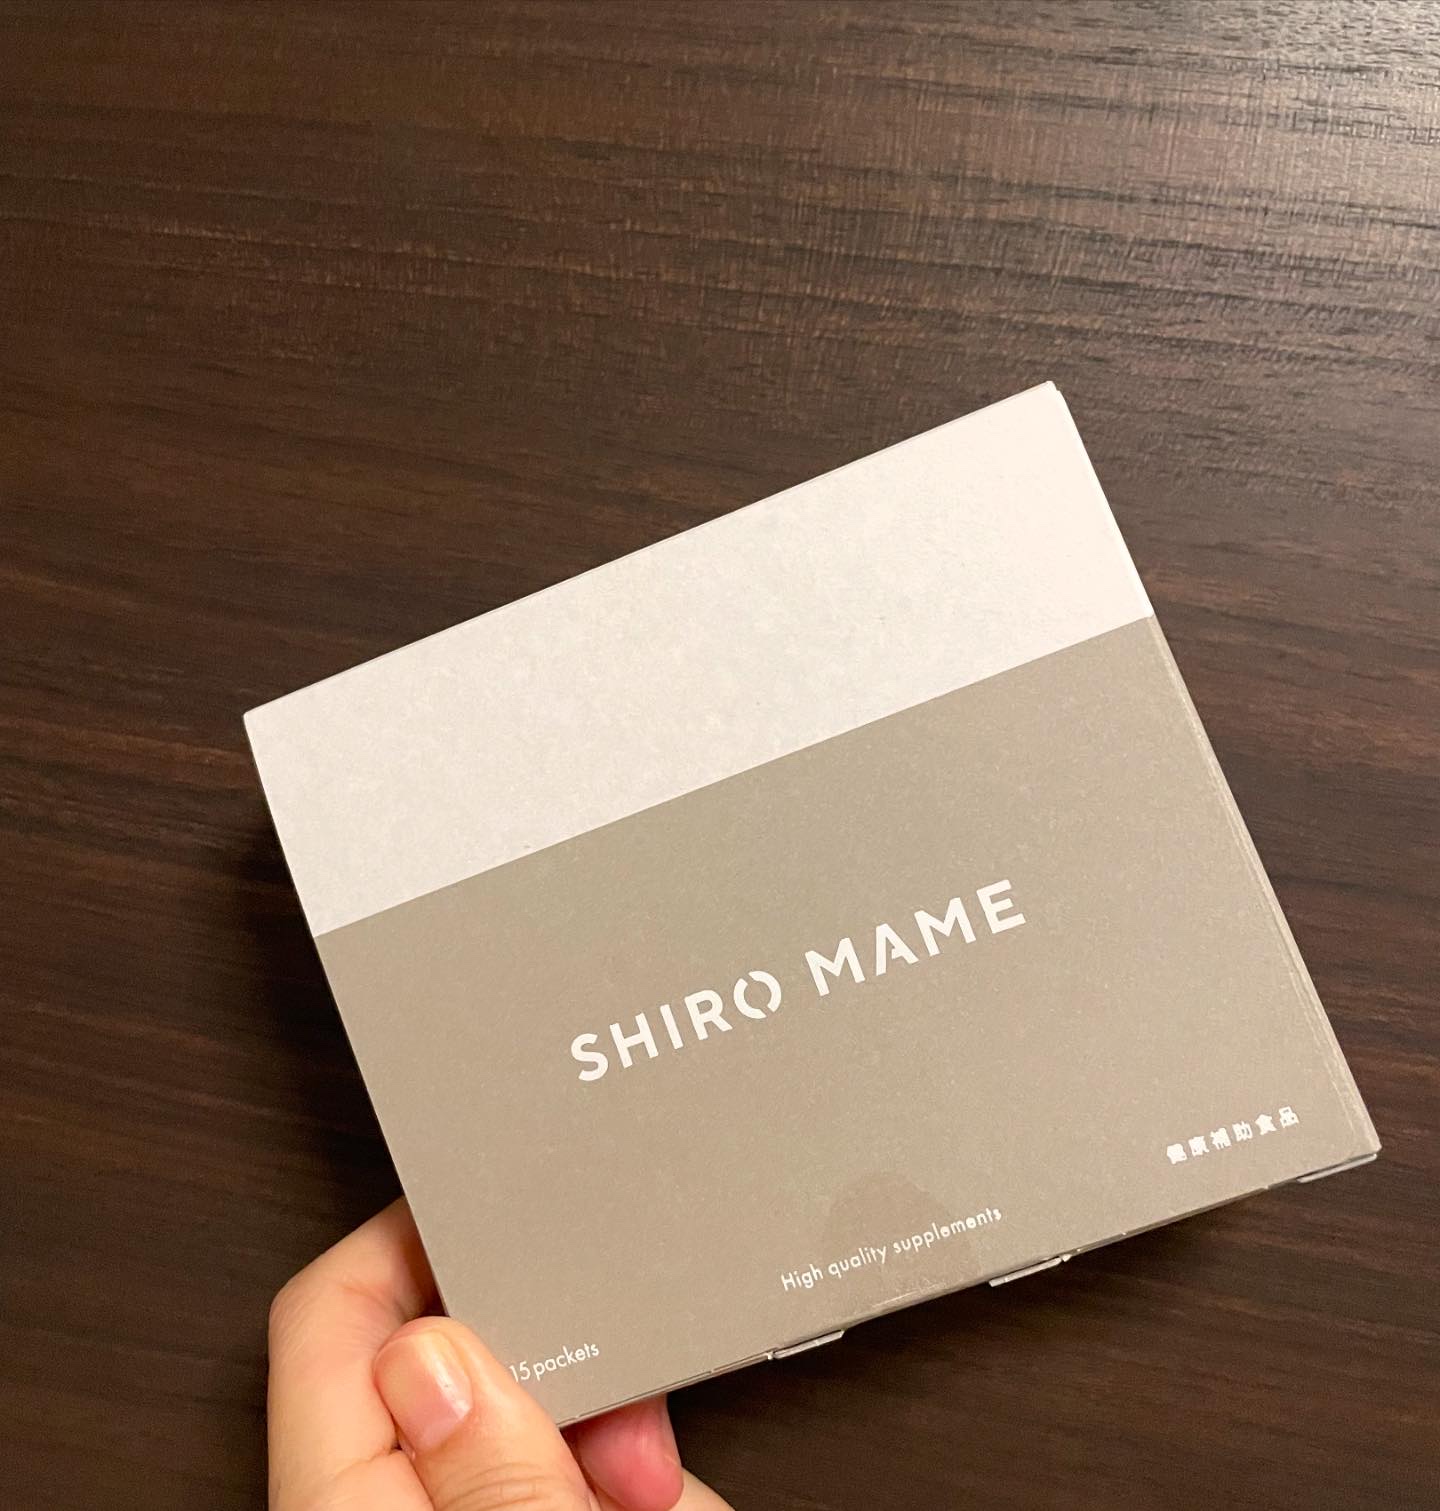 SHIRO MAME
健康補助食品
High quality supplements
15 packets